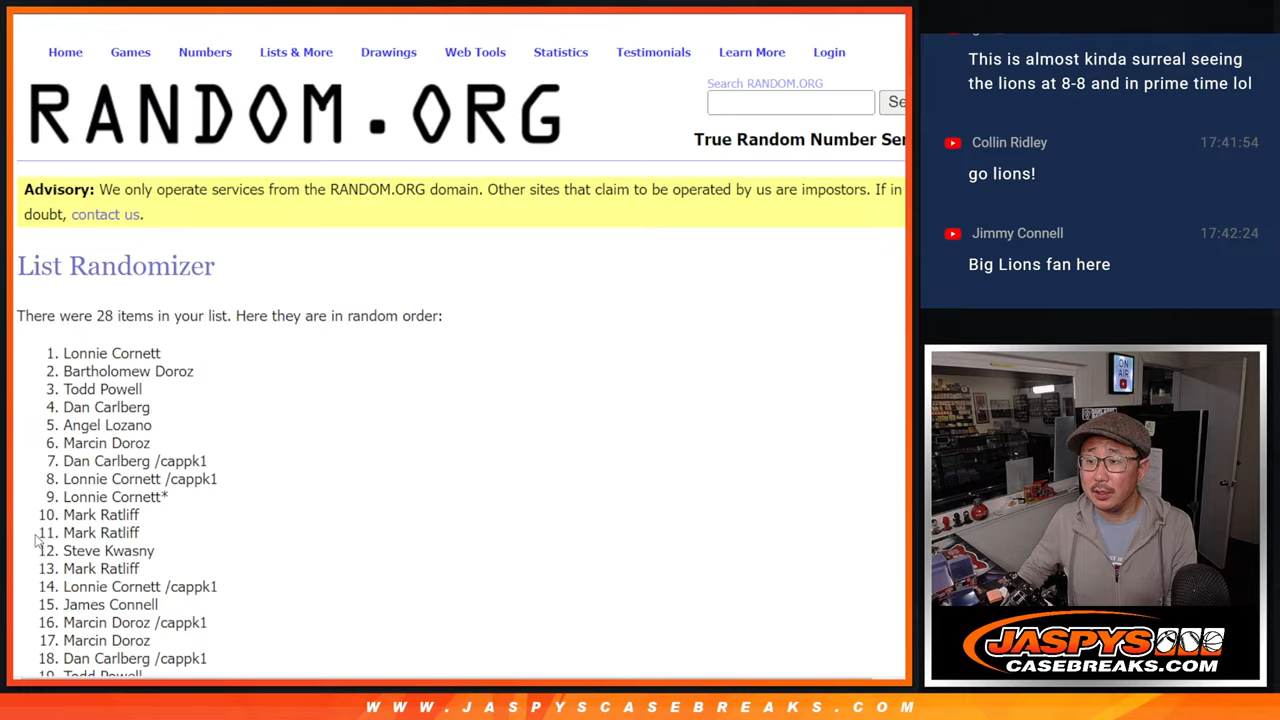 Home Games Numbers Lists & More Drawings Web Tools Statistics Testimonials Learn More Login
RANDOM.ORG
Search RANDOM.ORG
True Random Number Ser
Advisory: We only operate services from the RANDOM.ORG domain. Other sites that claim to be operated by us are impostors. If in
doubt, contact us.
List Randomizer
There were 28 items in your list. Here they are in random order:
1. Lonnie Cornett
2. Bartholomew Doroz
3. Todd Powell
4. Dan Carlberg
5. Angel Lozano
6. Marcin Doroz
7. Dan Carlberg /cappk1
8. Lonnie Cornett /cappk1
9. Lonnie Cornett*
10. Mark Ratliff
11. Mark Ratliff
12. Steve Kwasny
13. Mark Ratliff
14. Lonnie Cornett /cappk1
15. James Connell
16. Marcin Doroz /cappk1
17. Marcin Doroz
18. Dan Carlberg /cappk1
19. Todd Powell
This is almost kinda surreal seeing
the lions at 8-8 and in prime time lol
Collin Ridley 17:41:54
go lions!
Jimmy Connell 17:42:24
Big Lions fan here
ON
AIR
JASPYS
CASEBREAKS.COM
WWW.JASPYSCASEBREAKS.COM